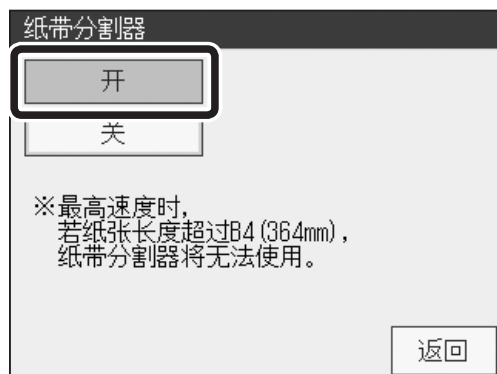 纸带分割器
开
关
※最高速度时,
若纸张长度超过B4(364mm),
纸带分割器将无法使用。
返回